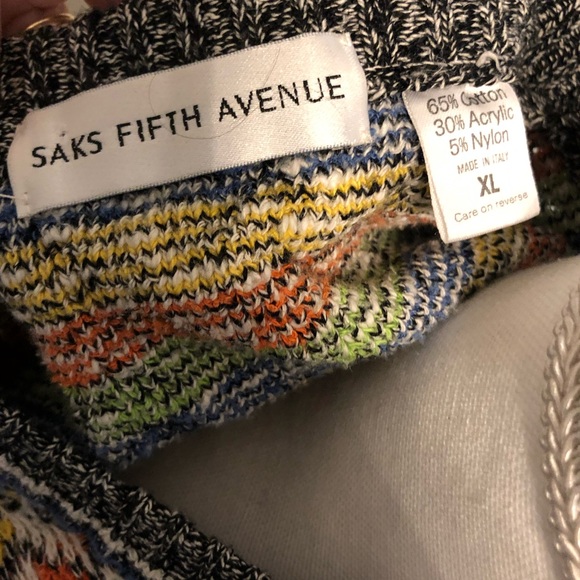 SAKS FIFTH AVENUE
65% Cotton
30% Acrylic
5% Nylon
MADE IN ITALY
XL
Care on reverse